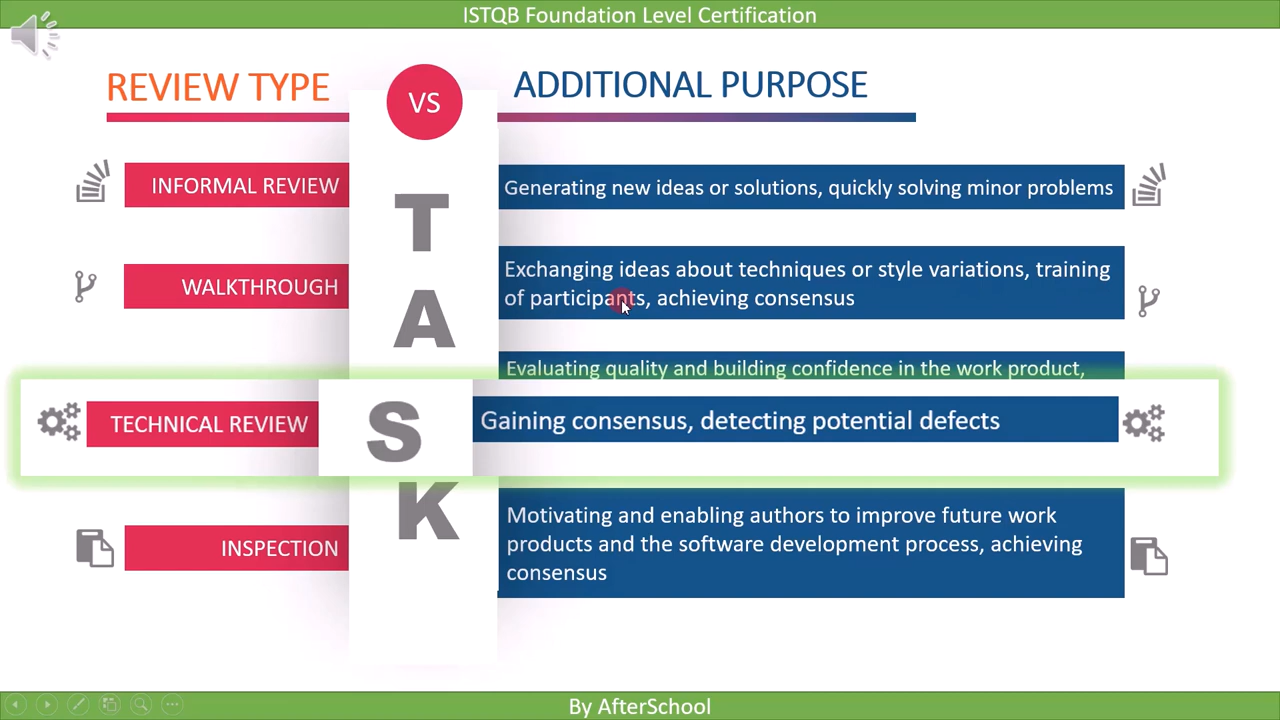 ISTQB Foundation Level Certification
REVIEW TYPE
VS
ADDITIONAL PURPOSE
INFORMAL REVIEW
Generating new ideas or solutions, quickly solving minor problems
WALKTHROUGH
Exchanging ideas about techniques or style variations, training
of participants, achieving consensus
Evaluating quality and building confidence in the work product,
TECHNICAL REVIEW
Gaining consensus, detecting potential defects
INSPECTION
Motivating and enabling authors to improve future work
products and the software development process, achieving
consensus
T
A
S
K
By AfterSchool